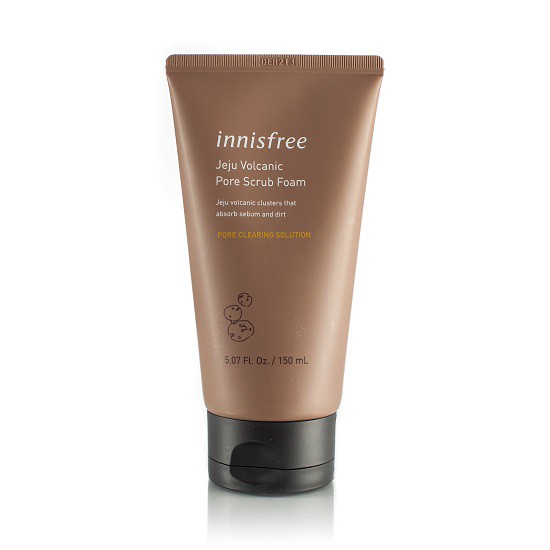 innisfree
Jeju Volcanic
Pore Scrub Foam
Jeju volcanic clusters that
absorb sebum and dirt
PORE CLEARING SOLUTION
5.07 Fl. Oz. / 150 mL